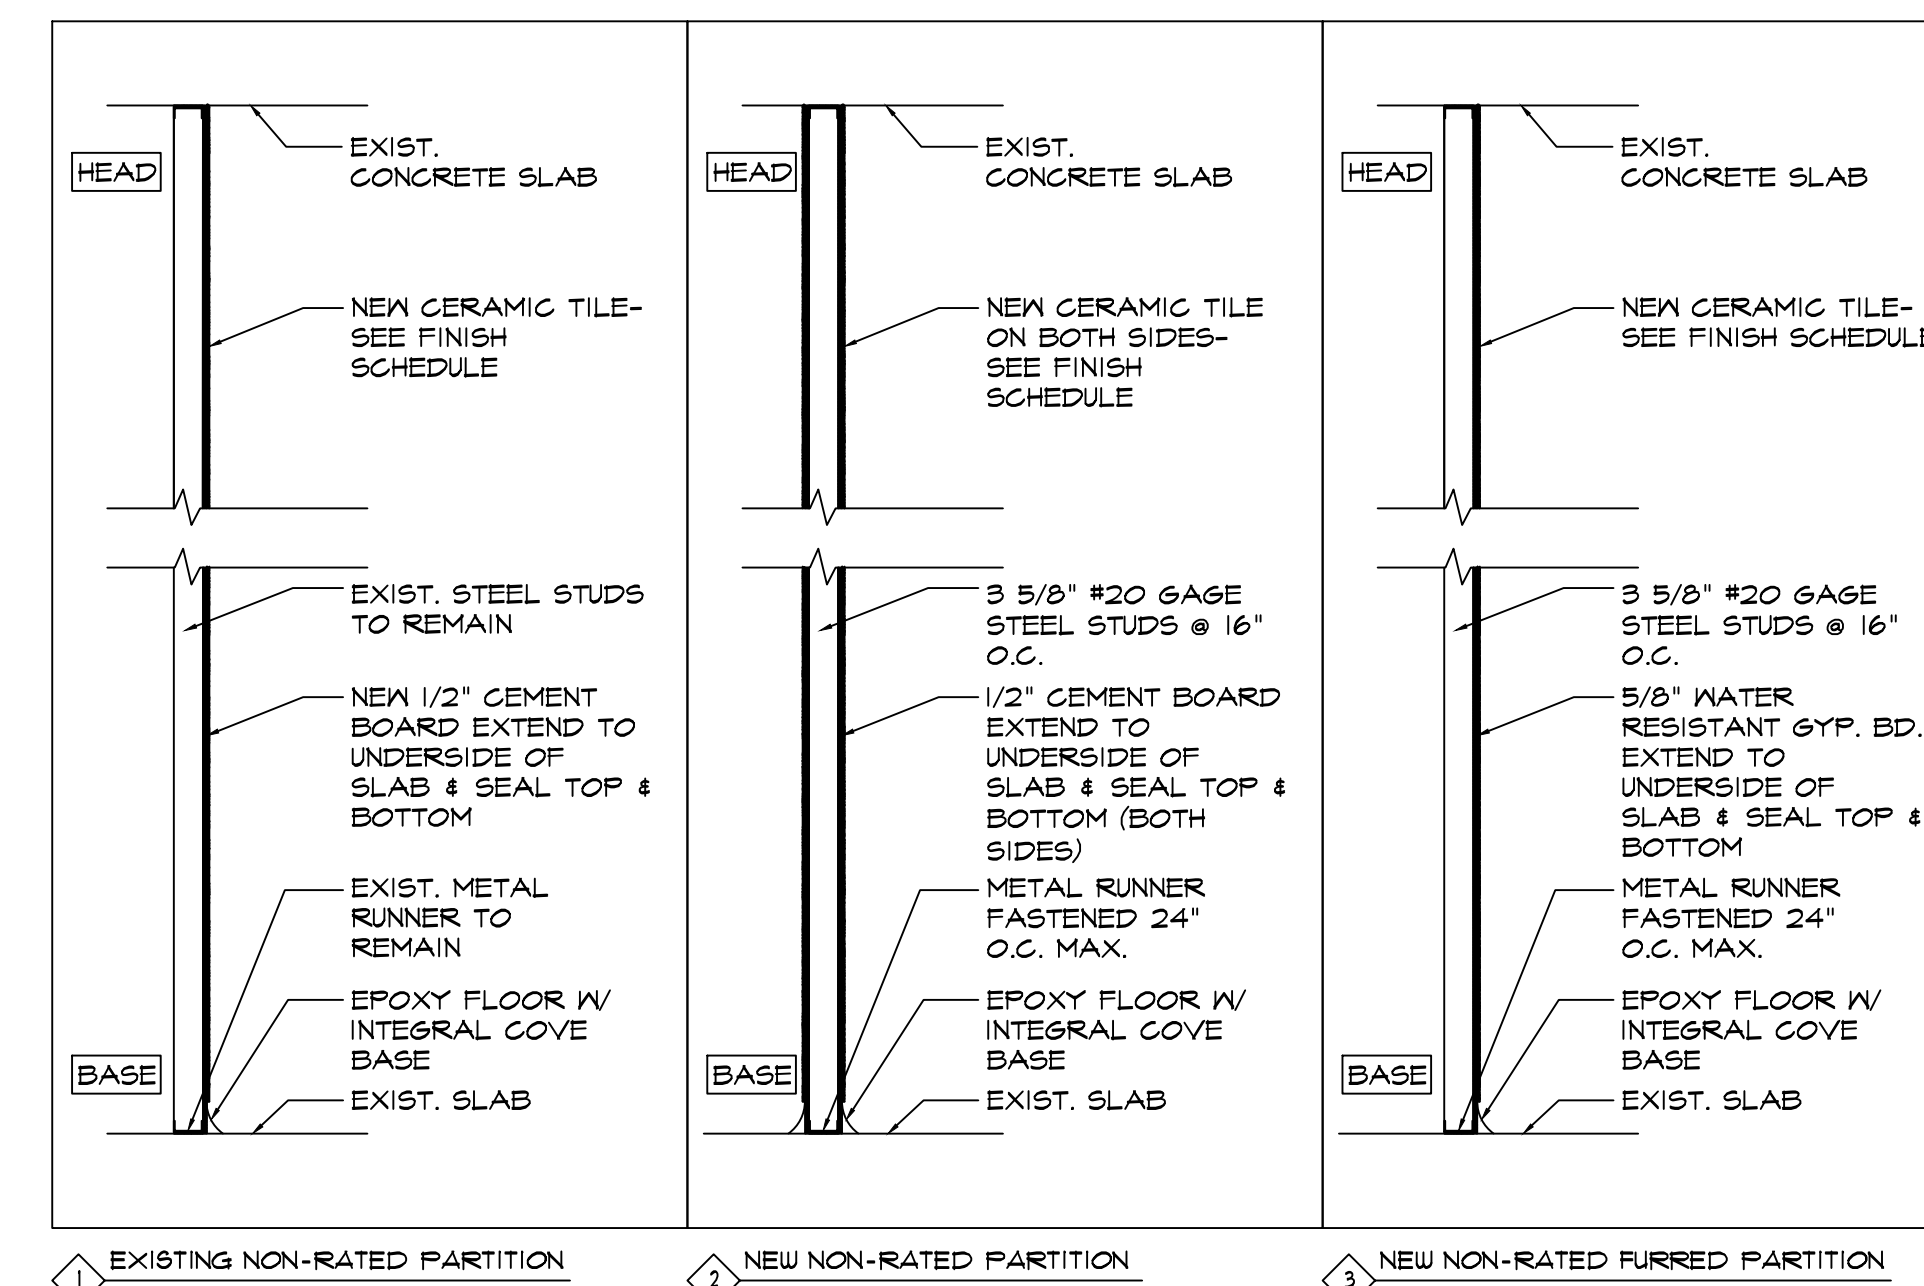 HEAD
EXIST.
CONCRETE SLAB
NEW CERAMIC TILE-
SEE FINISH
SCHEDULE
EXIST. STEEL STUDS
TO REMAIN
NEW 1/2" CEMENT
BOARD EXTEND TO
UNDERSIDE OF
SLAB & SEAL TOP &
BOTTOM
EXIST. METAL
RUNNER TO
REMAIN
EPOXY FLOOR W/
INTEGRAL COVE
BASE
BASE
EXIST. SLAB
1
EXISTING NON-RATED PARTITION
HEAD
EXIST.
CONCRETE SLAB
NEW CERAMIC TILE
ON BOTH SIDES-
SEE FINISH
SCHEDULE
3 5/8" #20 GAGE
STEEL STUDS @ 16"
O.C.
1/2" CEMENT BOARD
EXTEND TO
UNDERSIDE OF
SLAB & SEAL TOP &
BOTTOM (BOTH
SIDES)
METAL RUNNER
FASTENED 24"
O.C. MAX.
EPOXY FLOOR W/
INTEGRAL COVE
BASE
BASE
EXIST. SLAB
2
NEW NON-RATED PARTITION
HEAD
EXIST.
CONCRETE SLAB
NEW CERAMIC TILE-
SEE FINISH SCHEDULE
3 5/8" #20 GAGE
STEEL STUDS @ 16"
O.C.
5/8" WATER
RESISTANT GYP. BD.
EXTEND TO
UNDERSIDE OF
SLAB & SEAL TOP &
BOTTOM
METAL RUNNER
FASTENED 24"
O.C. MAX.
EPOXY FLOOR W/
INTEGRAL COVE
BASE
BASE
EXIST. SLAB
3
NEW NON-RATED FURRED PARTITION